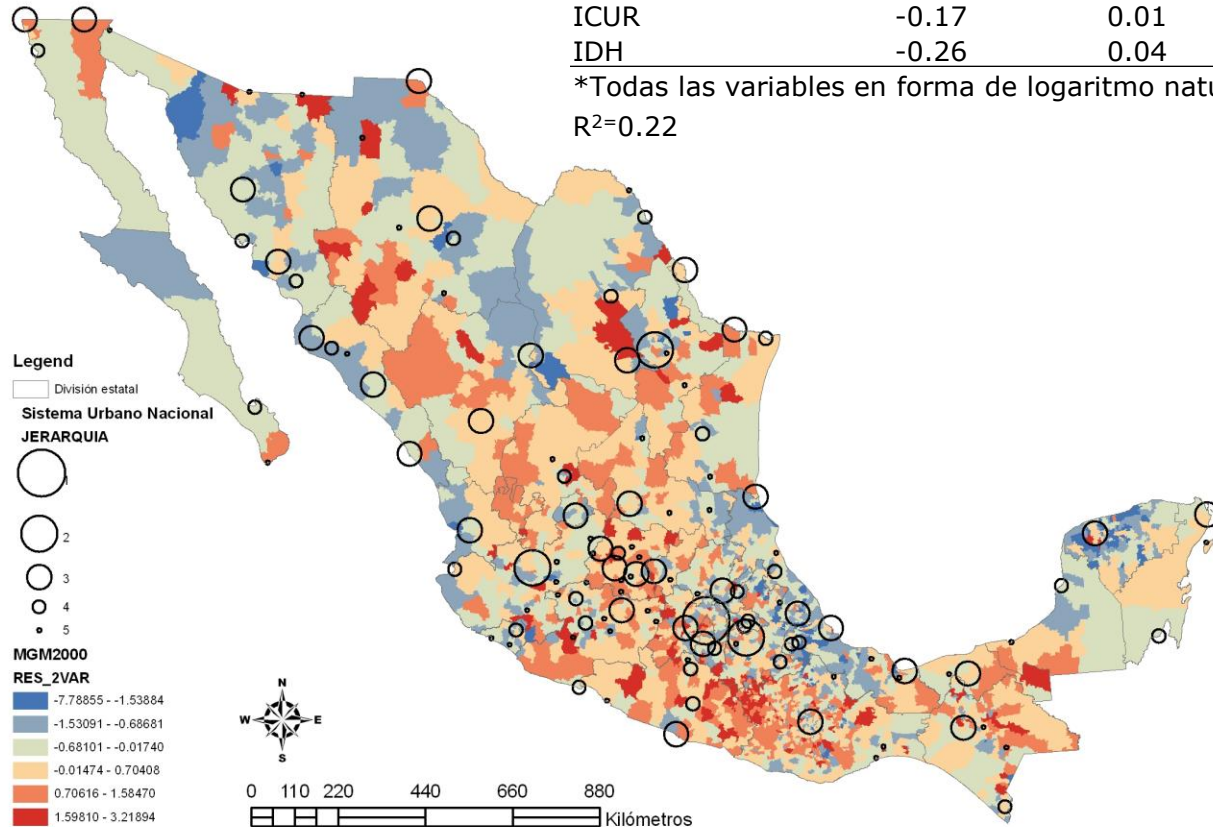 ICUR -0.17 0.01
IDH -0.26 0.04
*Todas las variables en forma de logaritmo natu
R²⁼0.22
Legend
División estatal
Sistema Urbano Nacional
JERARQUIA
1
2
3
4
5
MGM2000
RES_2VAR
-7.78855 - -1.53884
-1.53091 - -0.68681
-0.68101 - -0.01740
-0.01474 - 0.70408
0.70616 - 1.58470
1.59810 - 3.21894
N
W E
S
0 110 220 440 660 880
Kilómetros